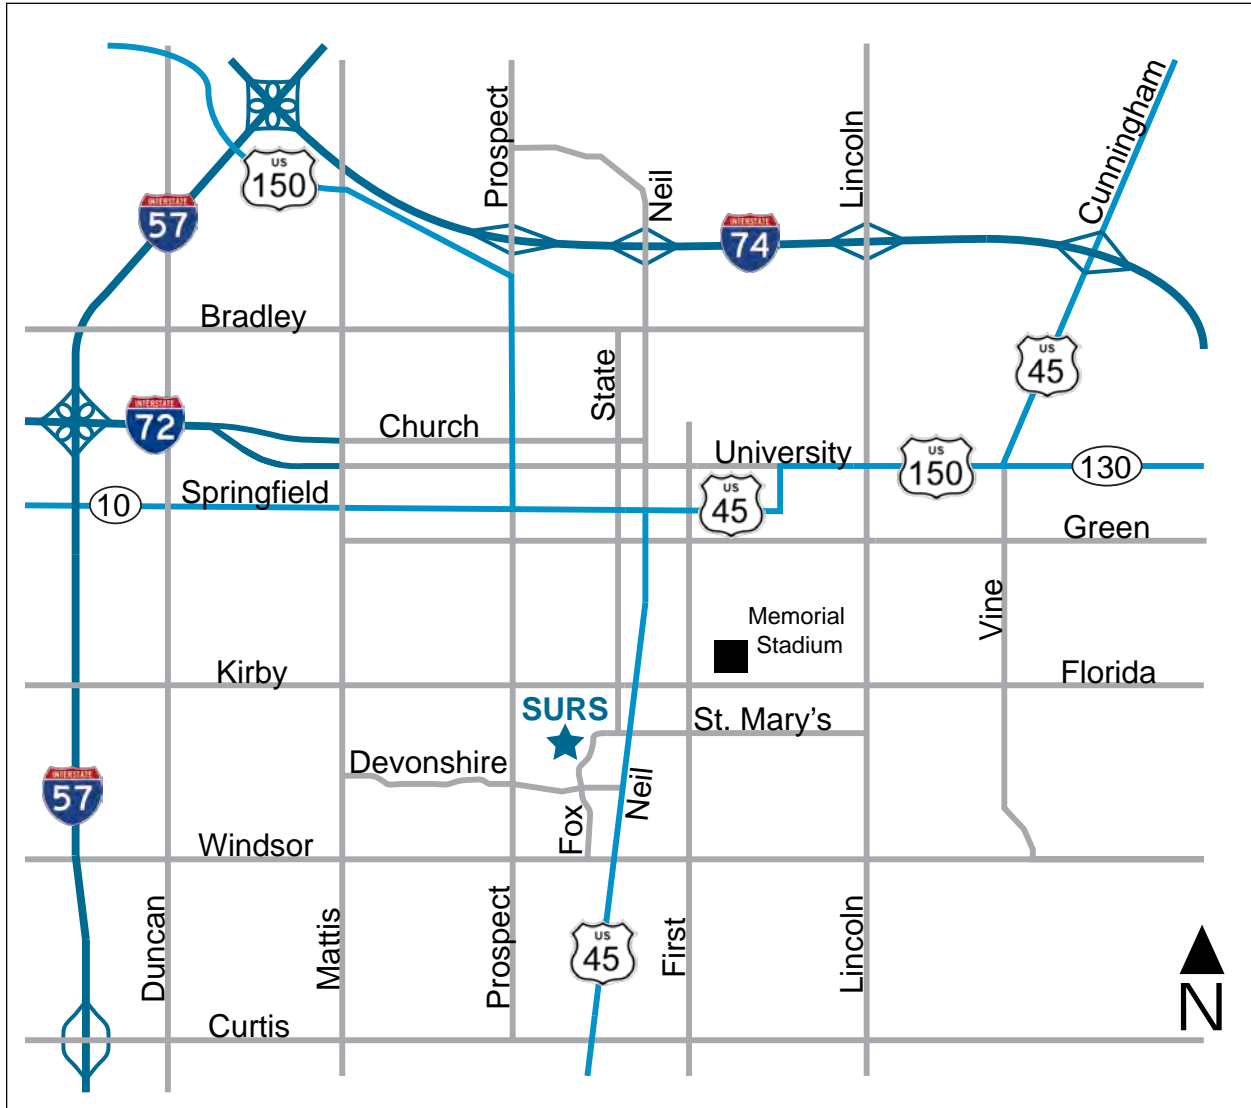 Prospect
Neil
Lincoln
Cunningham
US
150
INTERSTATE
57
INTERSTATE
74
Bradley
State
US
45
INTERSTATE
72
Church
University
US
150
130
10
Springfield
US
45
Green
Vine
Memorial
Stadium
Kirby
Florida
SURS
St. Mary's
Devonshire
INTERSTATE
57
Neil
Fox
Windsor
Duncan
Mattis
Prospect
US
45
First
Lincoln
N
Curtis